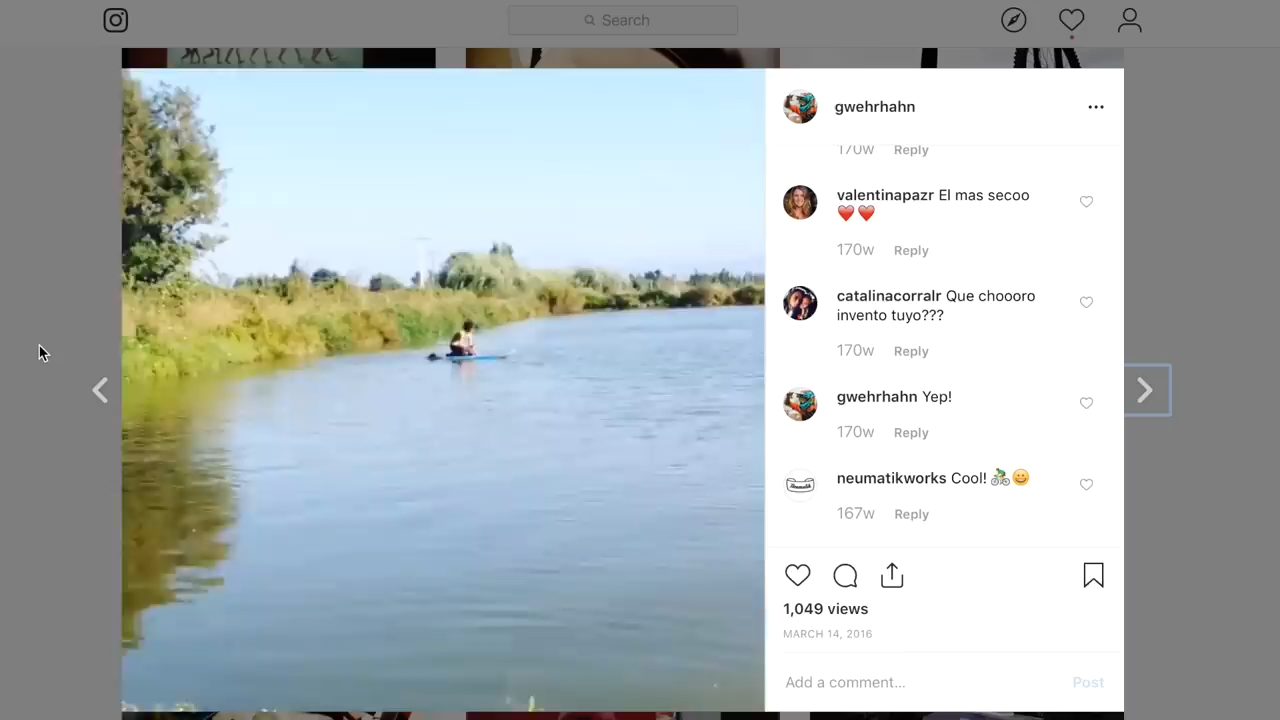 Search
gwehrhahn
170w Reply
valentinapazr El mas secoo
❤️❤️
170w Reply
catalinacorralr Que choooro
invento tuyo???
170w Reply
gwehrhahn Yep!
170w Reply
neumatikworks Cool! 🚴😀
167w Reply
1,049 views
MARCH 14, 2016
Add a comment... Post